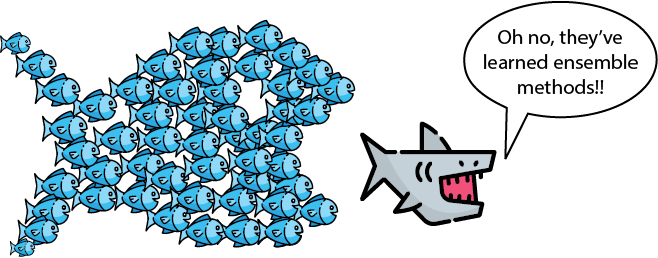 Oh no, they've
learned ensemble
methods!!